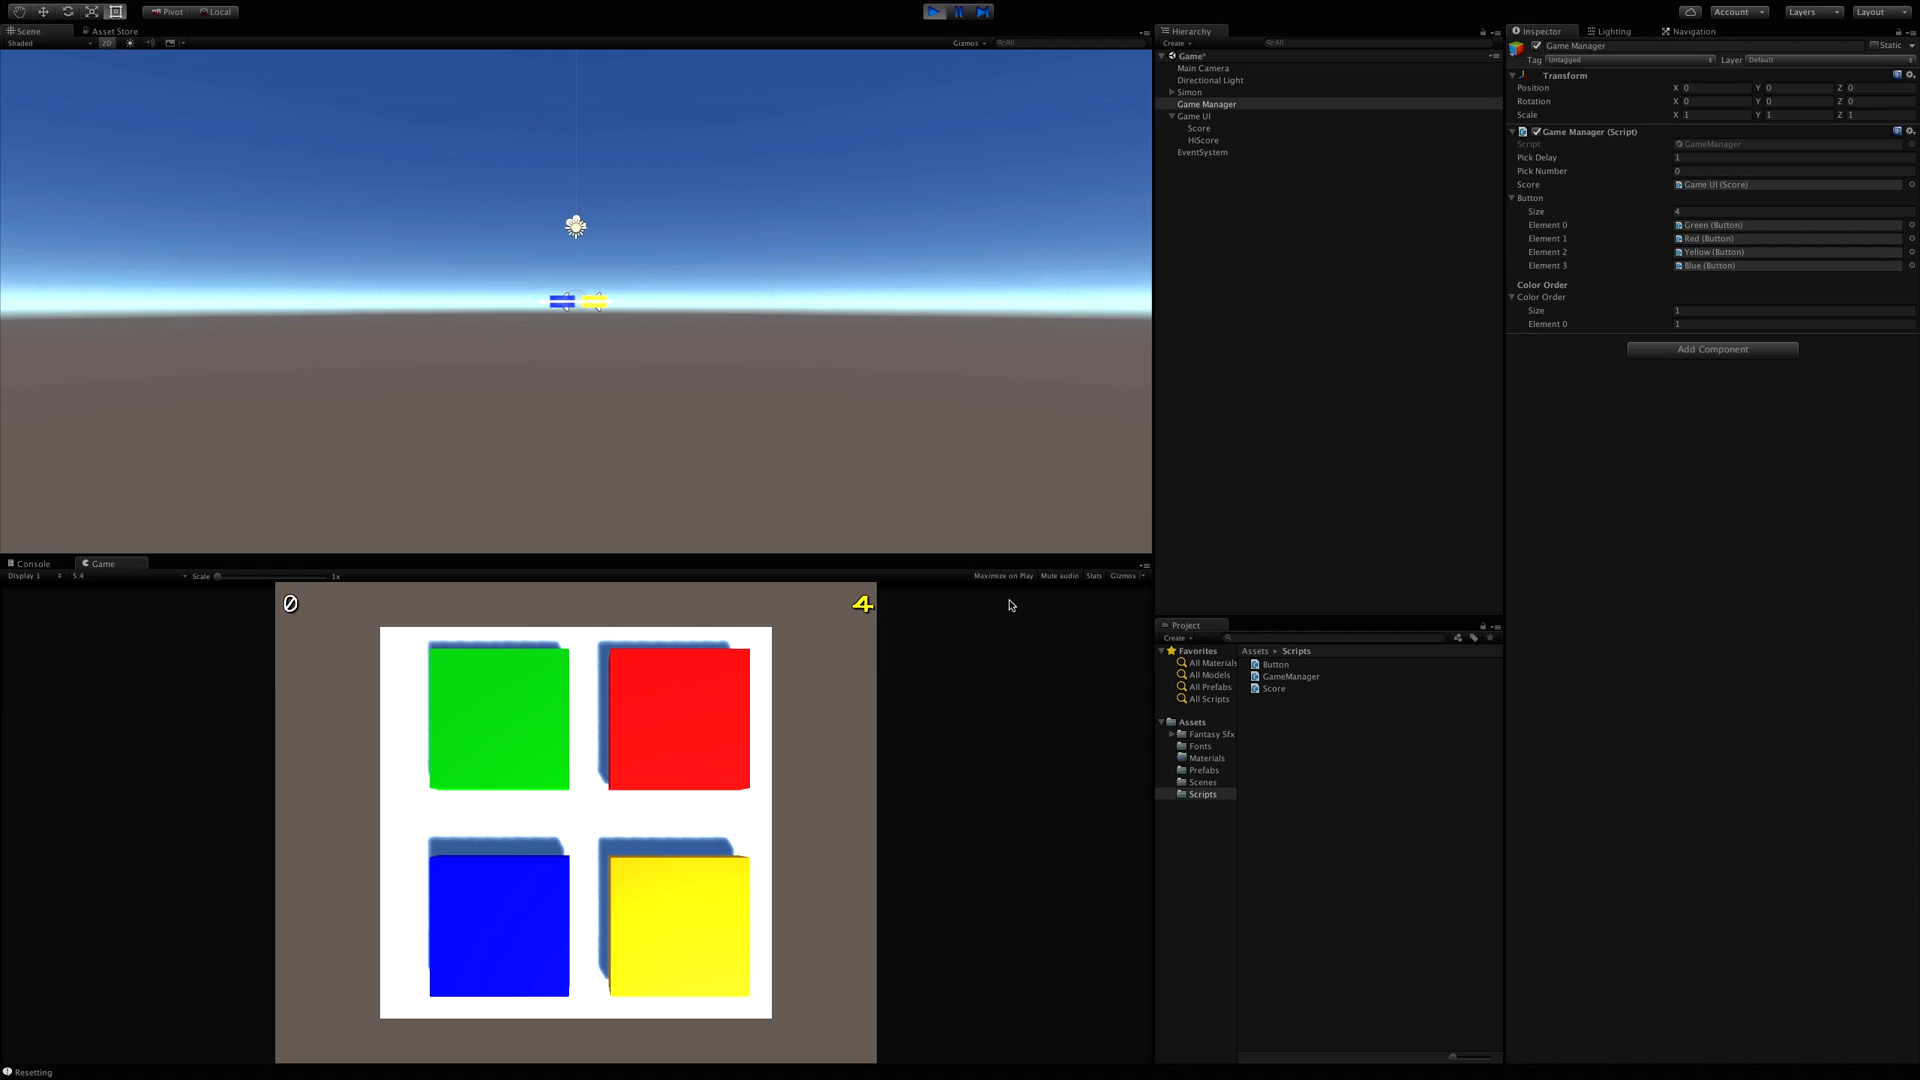 Pivot Local Account Layers Layout
Scene Asset Store
Shaded 2D Gizmos All
Hierarchy
Create All
Game*
Main Camera
Directional Light
Simon
Game Manager
Game UI
Score
HiScore
EventSystem
Inspector Lighting Navigation
Game Manager Static
Tag Untagged Layer Default
Transform
Position X 0 Y 0 Z 0
Rotation X 0 Y 0 Z 0
Scale X 1 Y 1 Z 1
Game Manager (Script)
Script GameManager
Pick Delay 1
Pick Number 0
Score Game UI (Score)
Button
Size 4
Element 0 Green (Button)
Element 1 Red (Button)
Element 2 Yellow (Button)
Element 3 Blue (Button)
Color Order
Color Order
Size 1
Element 0 1
Add Component
Console Game
Display 1 5:4 Scale 1x Maximize on Play Mute audio Stats Gizmos
0 4
Project
Create
Favorites
All Materials
All Models
All Prefabs
All Scripts
Assets
Fantasy Sfx
Fonts
Materials
Prefabs
Scenes
Scripts
Assets Scripts
Button
GameManager
Score
Resetting